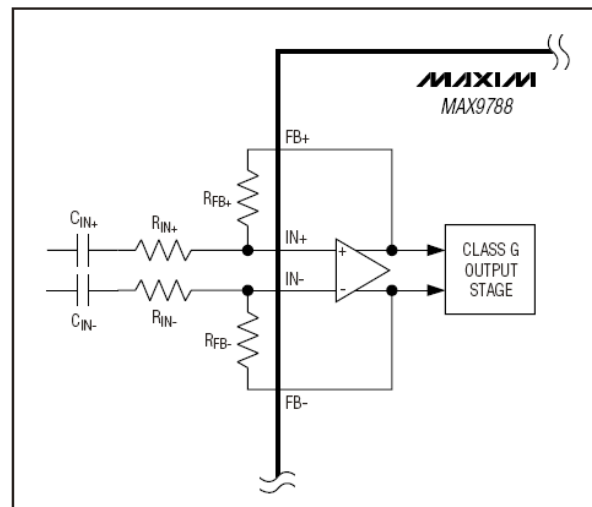 MAXIM
MAX9788
FB+
RFB+
CIN+
RIN+
IN+
+
CLASS G
OUTPUT
STAGE
IN-
-
CIN-
RIN-
RFB-
FB-